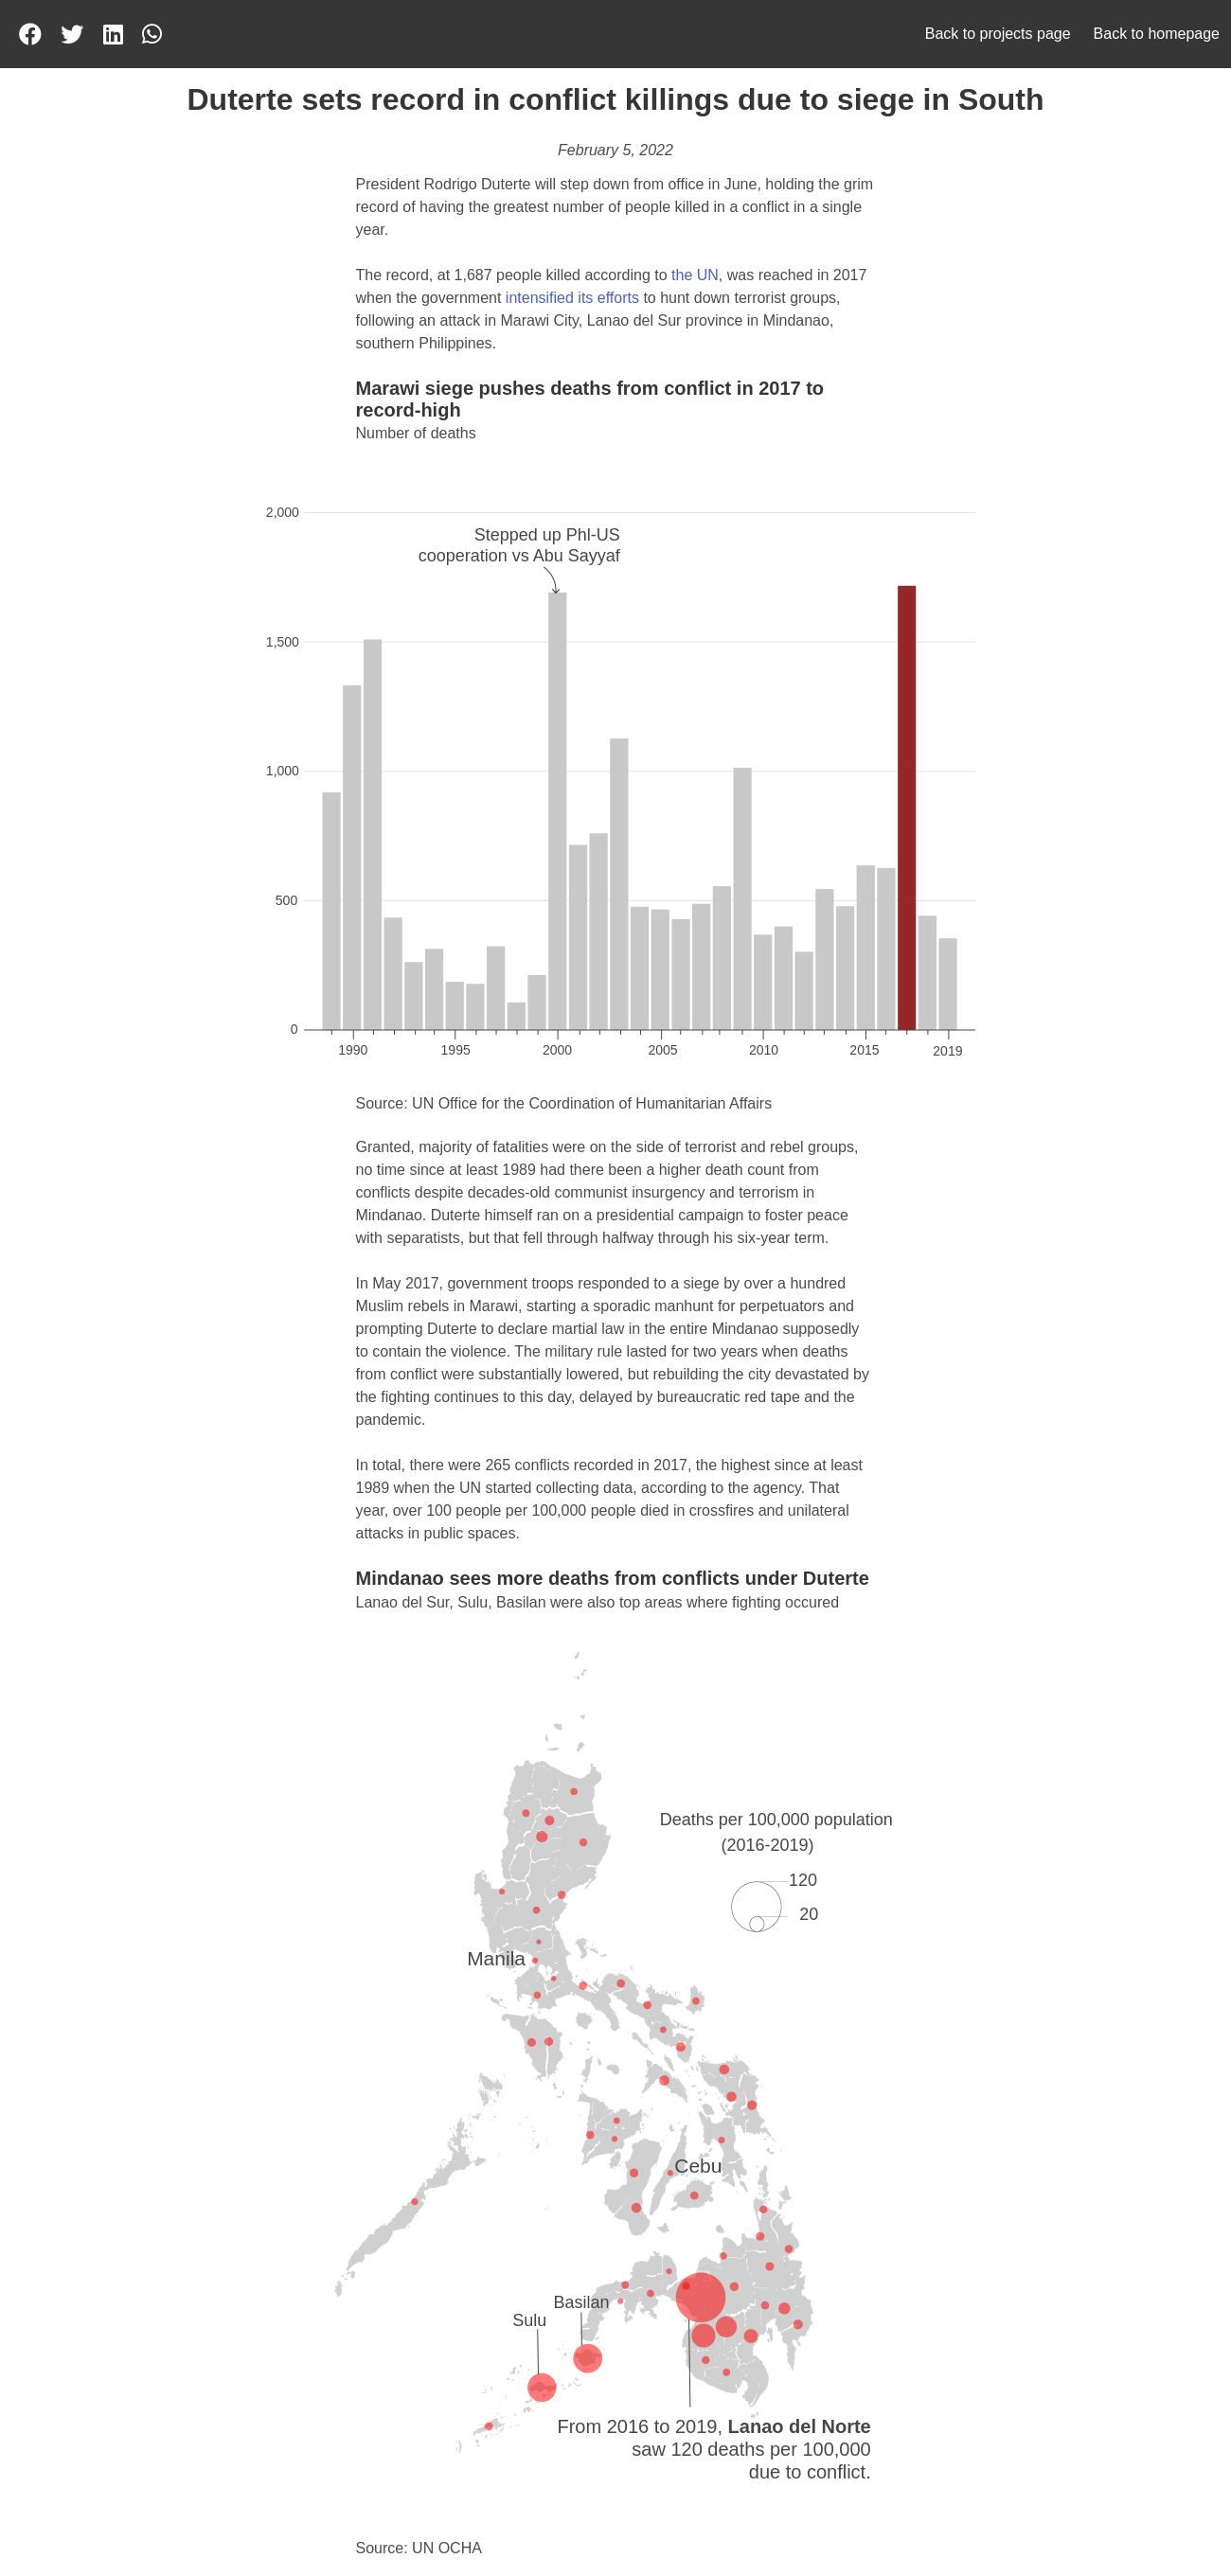 Back to projects page
Back to homepage
Duterte sets record in conflict killings due to siege in South
February 5, 2022
President Rodrigo Duterte will step down from office in June, holding the grim
record of having the greatest number of people killed in a conflict in a single
year.
The record, at 1,687 people killed according to the UN, was reached in 2017
when the government intensified its efforts to hunt down terrorist groups,
following an attack in Marawi City, Lanao del Sur province in Mindanao,
southern Philippines.
Marawi siege pushes deaths from conflict in 2017 to
record-high
Number of deaths
2,000
Stepped up Phl-US
cooperation vs Abu Sayyaf
1,500
1,000
500
0
1990
1995
2000
2005
2010
2015
2019
Source: UN Office for the Coordination of Humanitarian Affairs
Granted, majority of fatalities were on the side of terrorist and rebel groups,
no time since at least 1989 had there been a higher death count from
conflicts despite decades-old communist insurgency and terrorism in
Mindanao. Duterte himself ran on a presidential campaign to foster peace
with separatists, but that fell through halfway through his six-year term.
In May 2017, government troops responded to a siege by over a hundred
Muslim rebels in Marawi, starting a sporadic manhunt for perpetuators and
prompting Duterte to declare martial law in the entire Mindanao supposedly
to contain the violence. The military rule lasted for two years when deaths
from conflict were substantially lowered, but rebuilding the city devastated by
the fighting continues to this day, delayed by bureaucratic red tape and the
pandemic.
In total, there were 265 conflicts recorded in 2017, the highest since at least
1989 when the UN started collecting data, according to the agency. That
year, over 100 people per 100,000 people died in crossfires and unilateral
attacks in public spaces.
Mindanao sees more deaths from conflicts under Duterte
Lanao del Sur, Sulu, Basilan were also top areas where fighting occured
Deaths per 100,000 population
(2016-2019)
120
20
Manila
Cebu
Basilan
Sulu
From 2016 to 2019, Lanao del Norte
saw 120 deaths per 100,000
due to conflict.
Source: UN OCHA